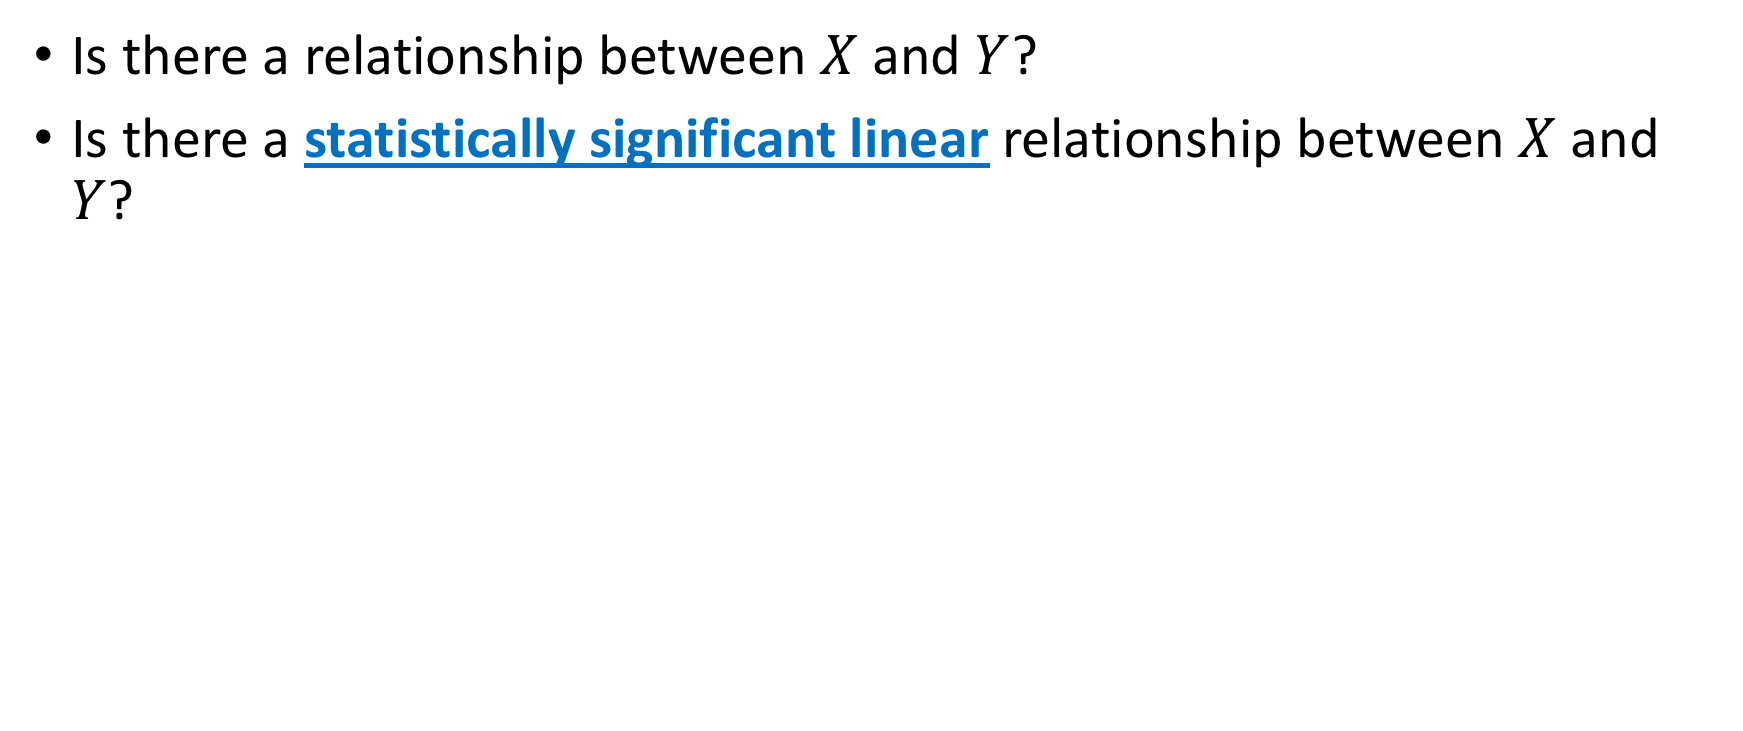 • Is there a relationship between X and Y?
• Is there a statistically significant linear relationship between X and
Y?